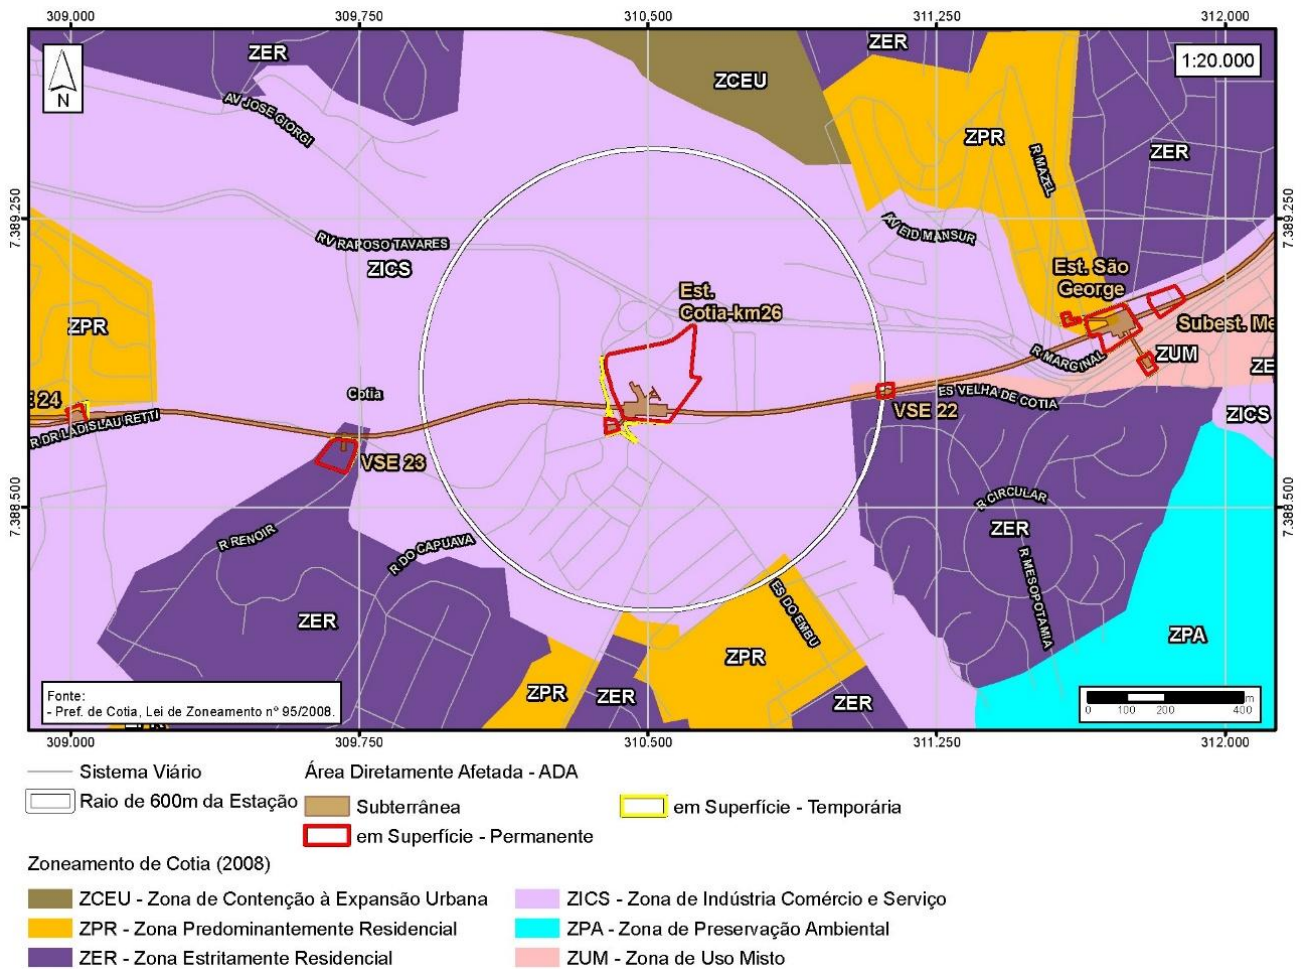 309.000 309.750 310.500 311.250 312.000
ZER
ZER
1:20.000
N
ZCEU
AV JOSE GIORGI
ZPR
R MAZEL
ZER
7.389.250
7.389.250
AV EID MANSUR
RV RAPOSO TAVARES
ZICS
Est. São
George
Est.
Cotia-km26
ZPR
Subest. Me
R MARGINAL
ZUM
ZE
Cotia
E 24
ES VELHA DE COTIA
VSE 22
ZICS
R DR LADISLAU RETTI
VSE 23
7.388.500
7.388.500
R CIRCULAR
ZER
R RENOIR
R DO CAPUAVA
R MESOPOTAMIA
ES DO EMBU
ZER
ZPA
ZPR
ZPR
ZER
ZER
Fonte:
- Pref. de Cotia, Lei de Zoneamento nº 95/2008.
m
0 100 200 400
309.000 309.750 310.500 311.250 312.000
Sistema Viário
Área Diretamente Afetada - ADA
Raio de 600m da Estação
Subterrânea
em Superfície - Temporária
em Superfície - Permanente
Zoneamento de Cotia (2008)
ZCEU - Zona de Contenção à Expansão Urbana
ZICS - Zona de Indústria Comércio e Serviço
ZPR - Zona Predominantemente Residencial
ZPA - Zona de Preservação Ambiental
ZER - Zona Estritamente Residencial
ZUM - Zona de Uso Misto